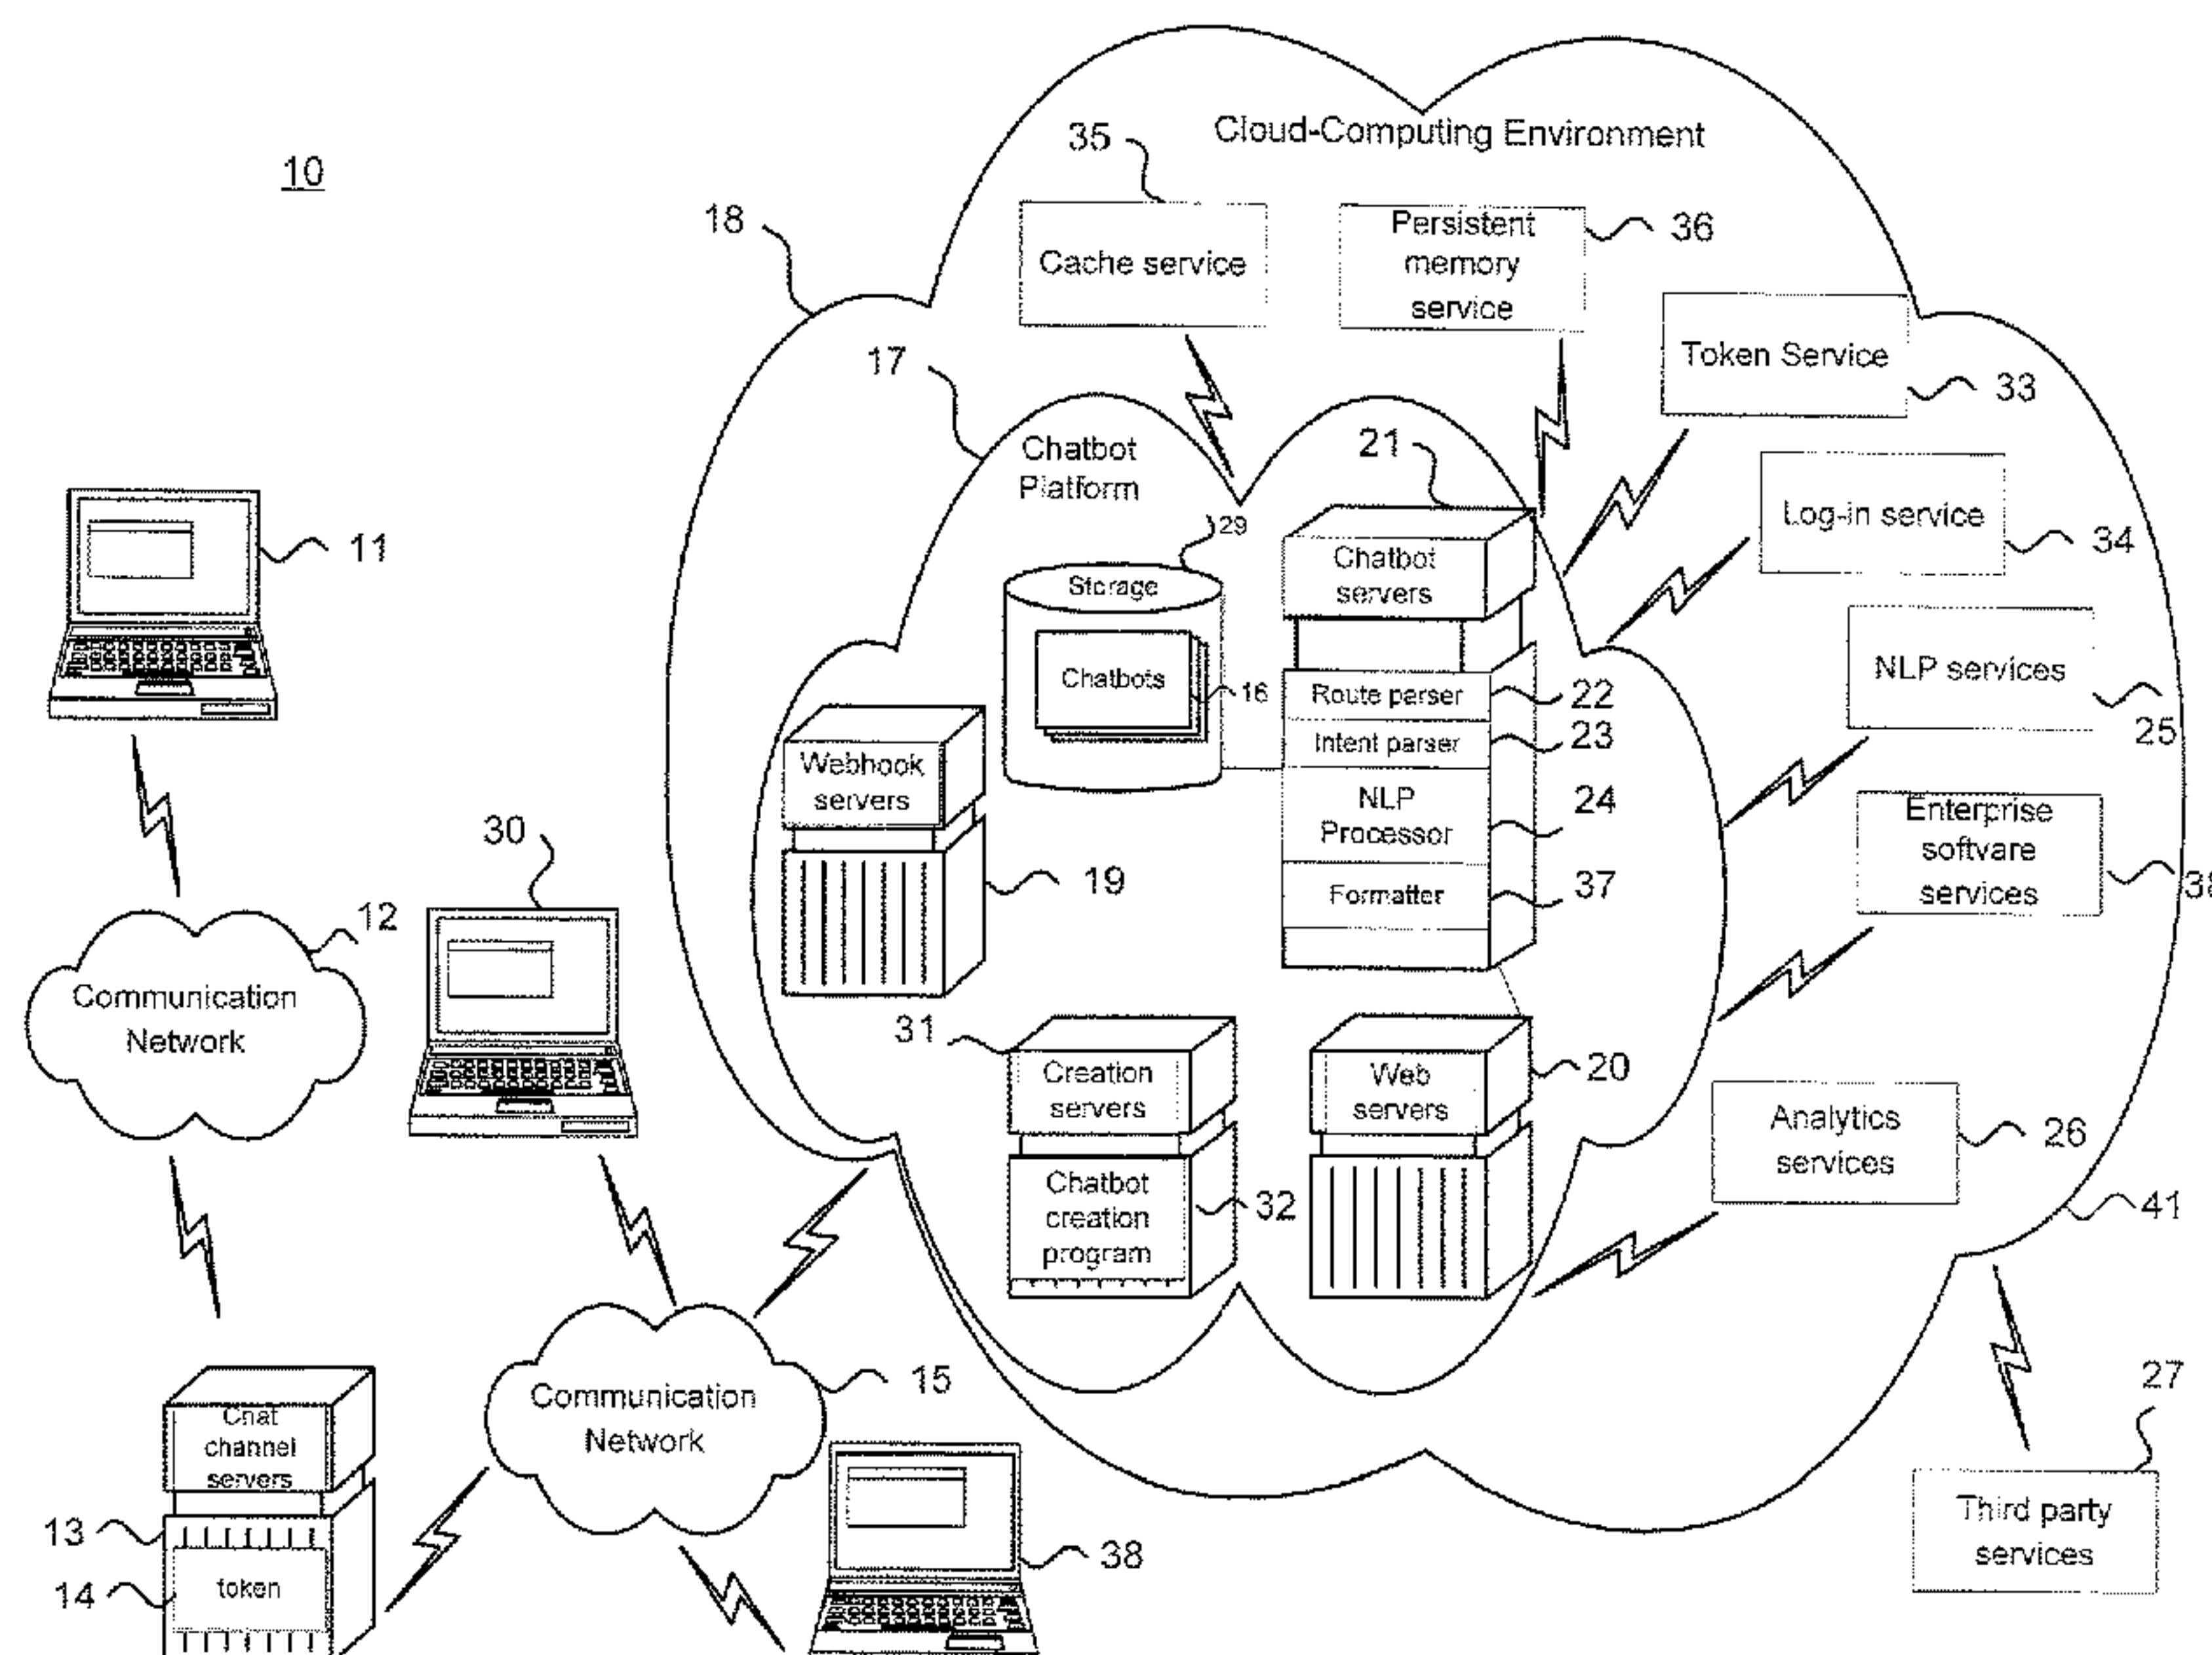 10
Cloud-Computing Environment
35
Cache service
Persistent
memory
service
36
18
Token Service
33
17
Chatbot
Platform
21
Log-in service
34
29
Storage
Chatbots
16
Chatbot
servers
Route parser
22
Intent parser
23
NLP
Processor
24
Formatter
37
NLP services
25
11
Webhook
servers
19
Enterprise
software
services
30
12
Communication
Network
31
Creation
servers
Chatbot
creation
program
32
Web
servers
20
Analytics
services
26
41
Communication
Network
15
27
Third party
services
Chat
channel
servers
13
14
token
38